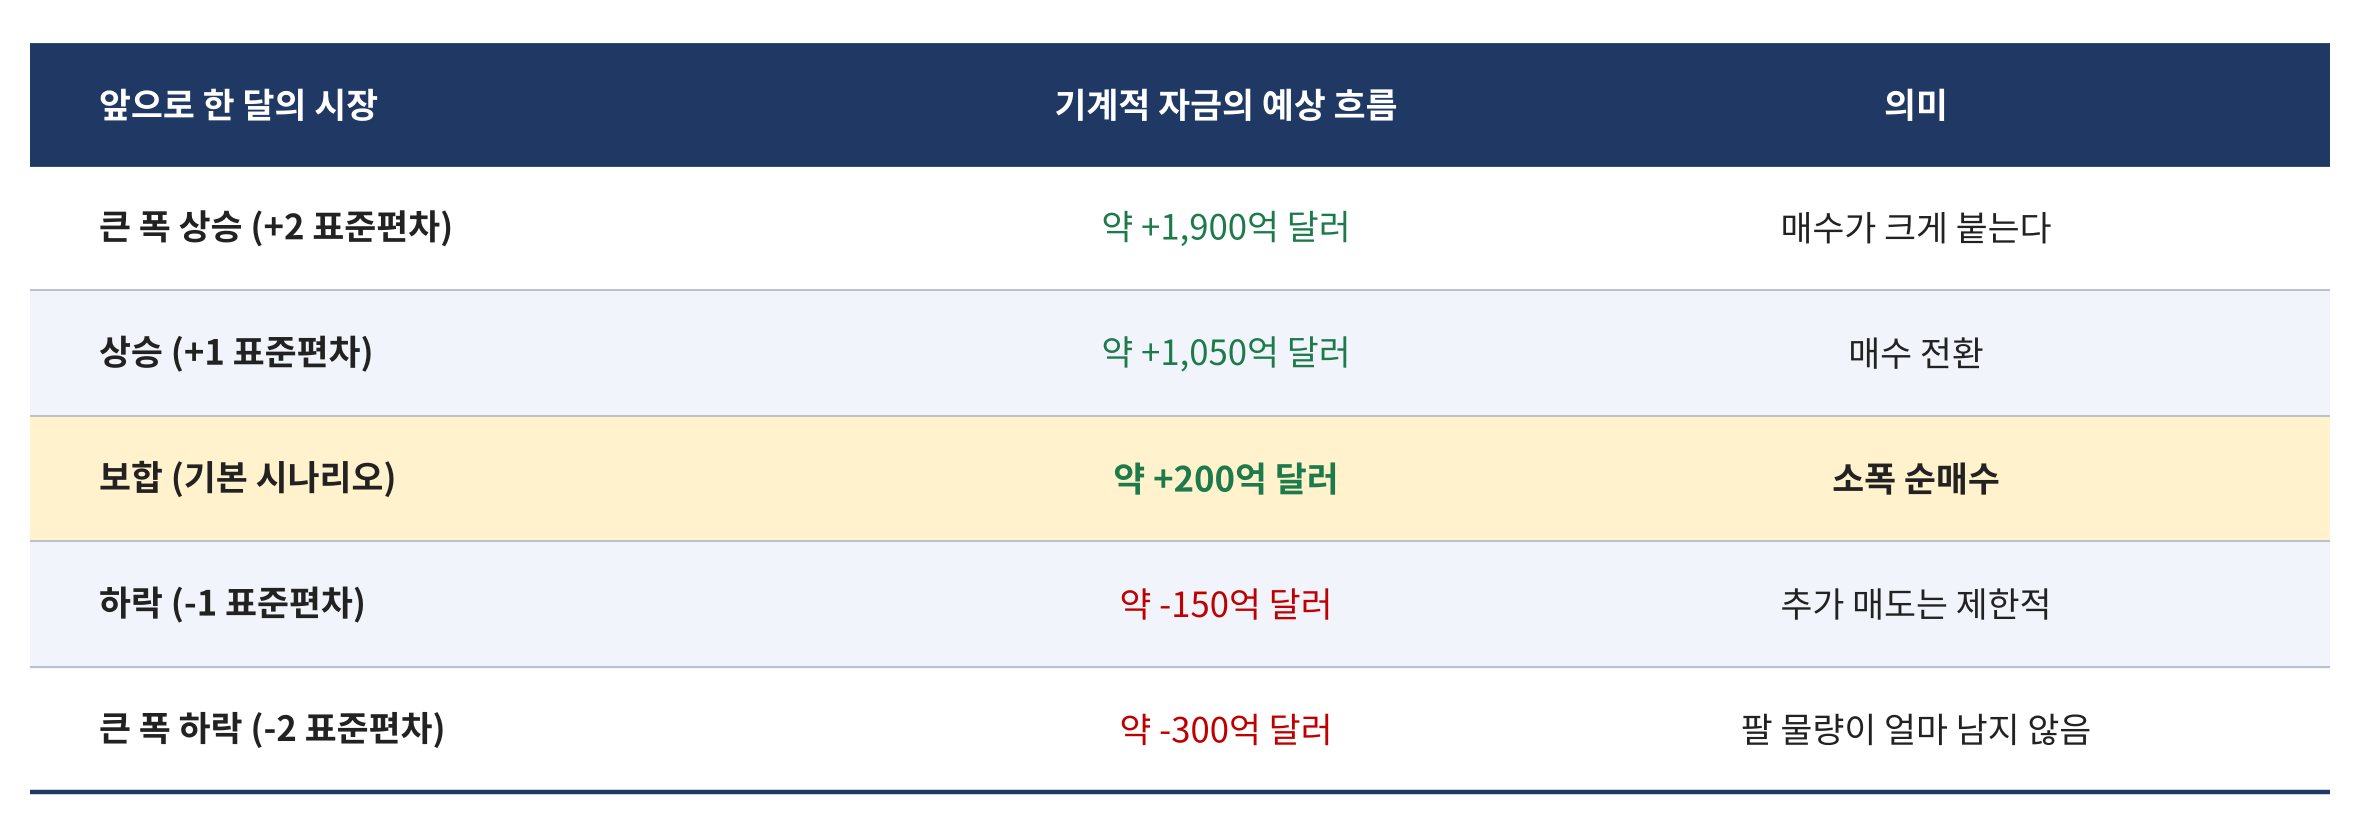 앞으로 한 달의 시장 기계적 자금의 예상 흐름 의미
큰 폭 상승 (+2 표준편차) 약 +1,900억 달러 매수가 크게 붙는다
상승 (+1 표준편차) 약 +1,050억 달러 매수 전환
보합 (기본 시나리오) 약 +200억 달러 소폭 순매수
하락 (-1 표준편차) 약 -150억 달러 추가 매도는 제한적
큰 폭 하락 (-2 표준편차) 약 -300억 달러 팔 물량이 얼마 남지 않음